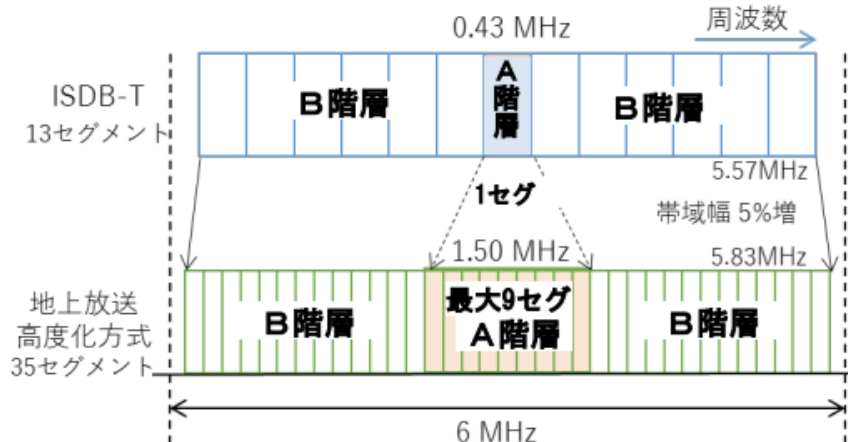 0.43 MHz
周波数
ISDB-T
13セグメント
B階層
A
階
層
B階層
5.57MHz
1セグ
帯域幅 5%増
1.50 MHz
5.83MHz
地上放送
高度化方式
35セグメント
B階層
最大9セグ
A階層
B階層
6 MHz